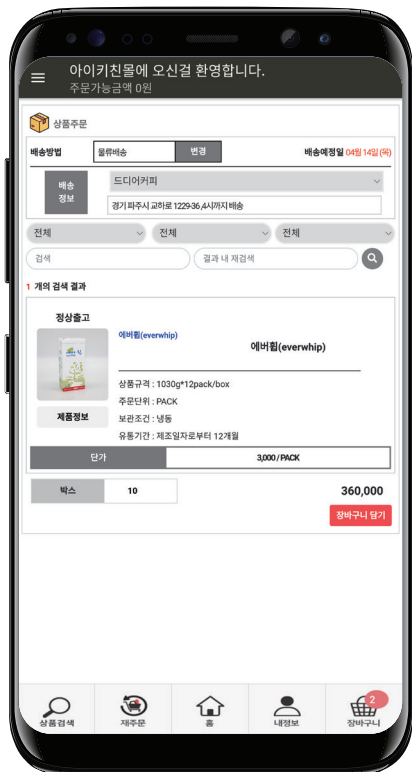 아이키친몰에 오신걸 환영합니다.
주문가능금액 0원
상품주문
배송방법 물류배송 변경 배송예정일 04월 14일 (목)
배송
정보
드디어커피
경기 파주시 교하로 1229-36 ,4시까지 배송
전체 전체 전체
검색 결과 내 재검색
1 개의 검색 결과
정상출고
에버휩(everwhip)
에버휩(everwhip)
상품규격 : 1030g*12pack/box
주문단위 : PACK
제품정보
보관조건 : 냉동
유통기간 : 제조일자로부터 12개월
단가 3,000 / PACK
박스 10 360,000
장바구니 담기
2
상품검색 재주문 홈 내정보 장바구니